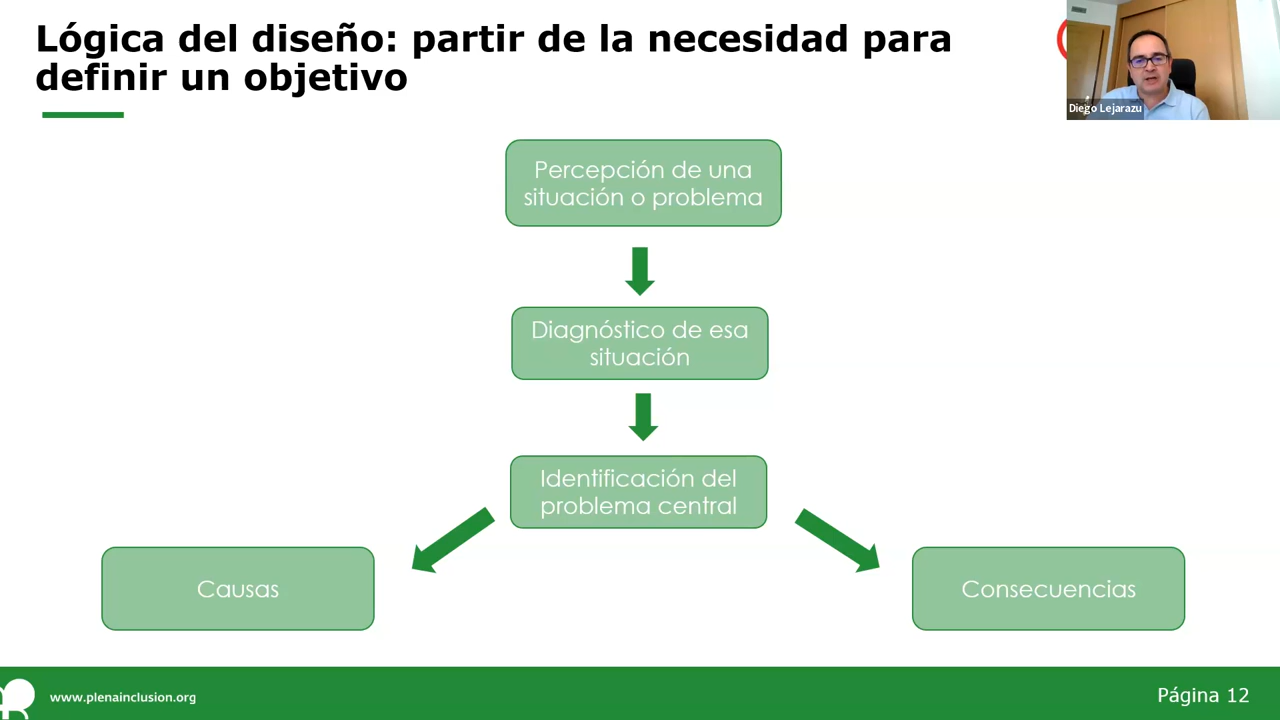 Lógica del diseño: partir de la necesidad para
definir un objetivo
Diego Lejarazu
Percepción de una
situación o problema
Diagnóstico de esa
situación
Identificación del
problema central
Causas
Consecuencias
www.plenainclusion.org
Página 12